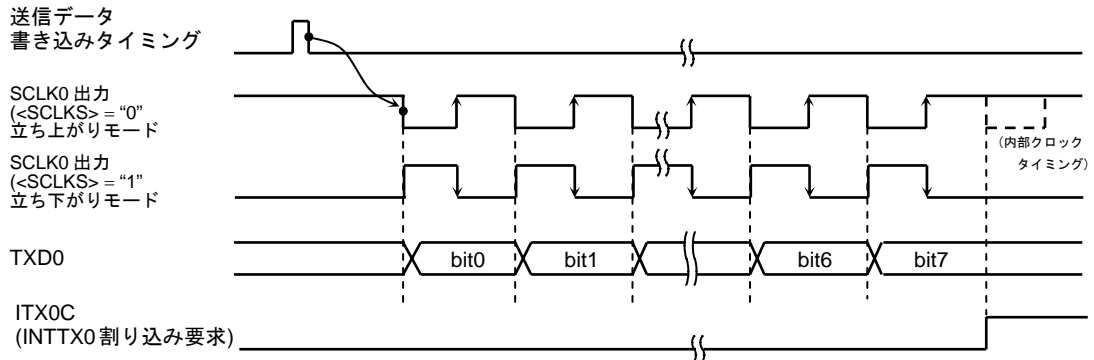 送信データ
書き込みタイミング
SCLK0 出力
(<SCLKS> = “0”
立ち上がりモード
(内部クロック
タイミング)
SCLK0 出力
(<SCLKS> = “1”
立ち下がりモード
TXD0
bit0
bit1
bit6
bit7
ITX0C
(INTTX0 割り込み要求)